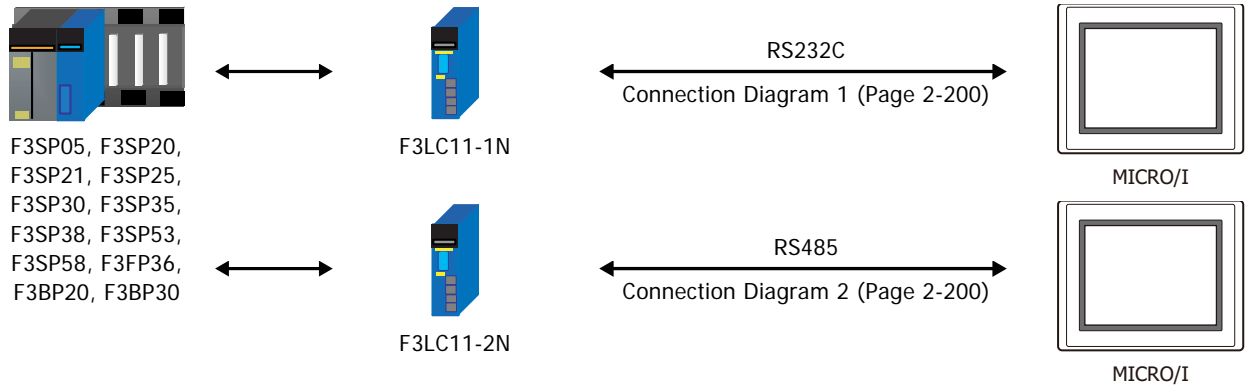 F3SP05, F3SP20,
F3SP21, F3SP25,
F3SP30, F3SP35,
F3SP38, F3SP53,
F3SP58, F3FP36,
F3BP20, F3BP30
F3LC11-1N
RS232C
Connection Diagram 1 (Page 2-200)
MICRO/I
F3LC11-2N
RS485
Connection Diagram 2 (Page 2-200)
MICRO/I